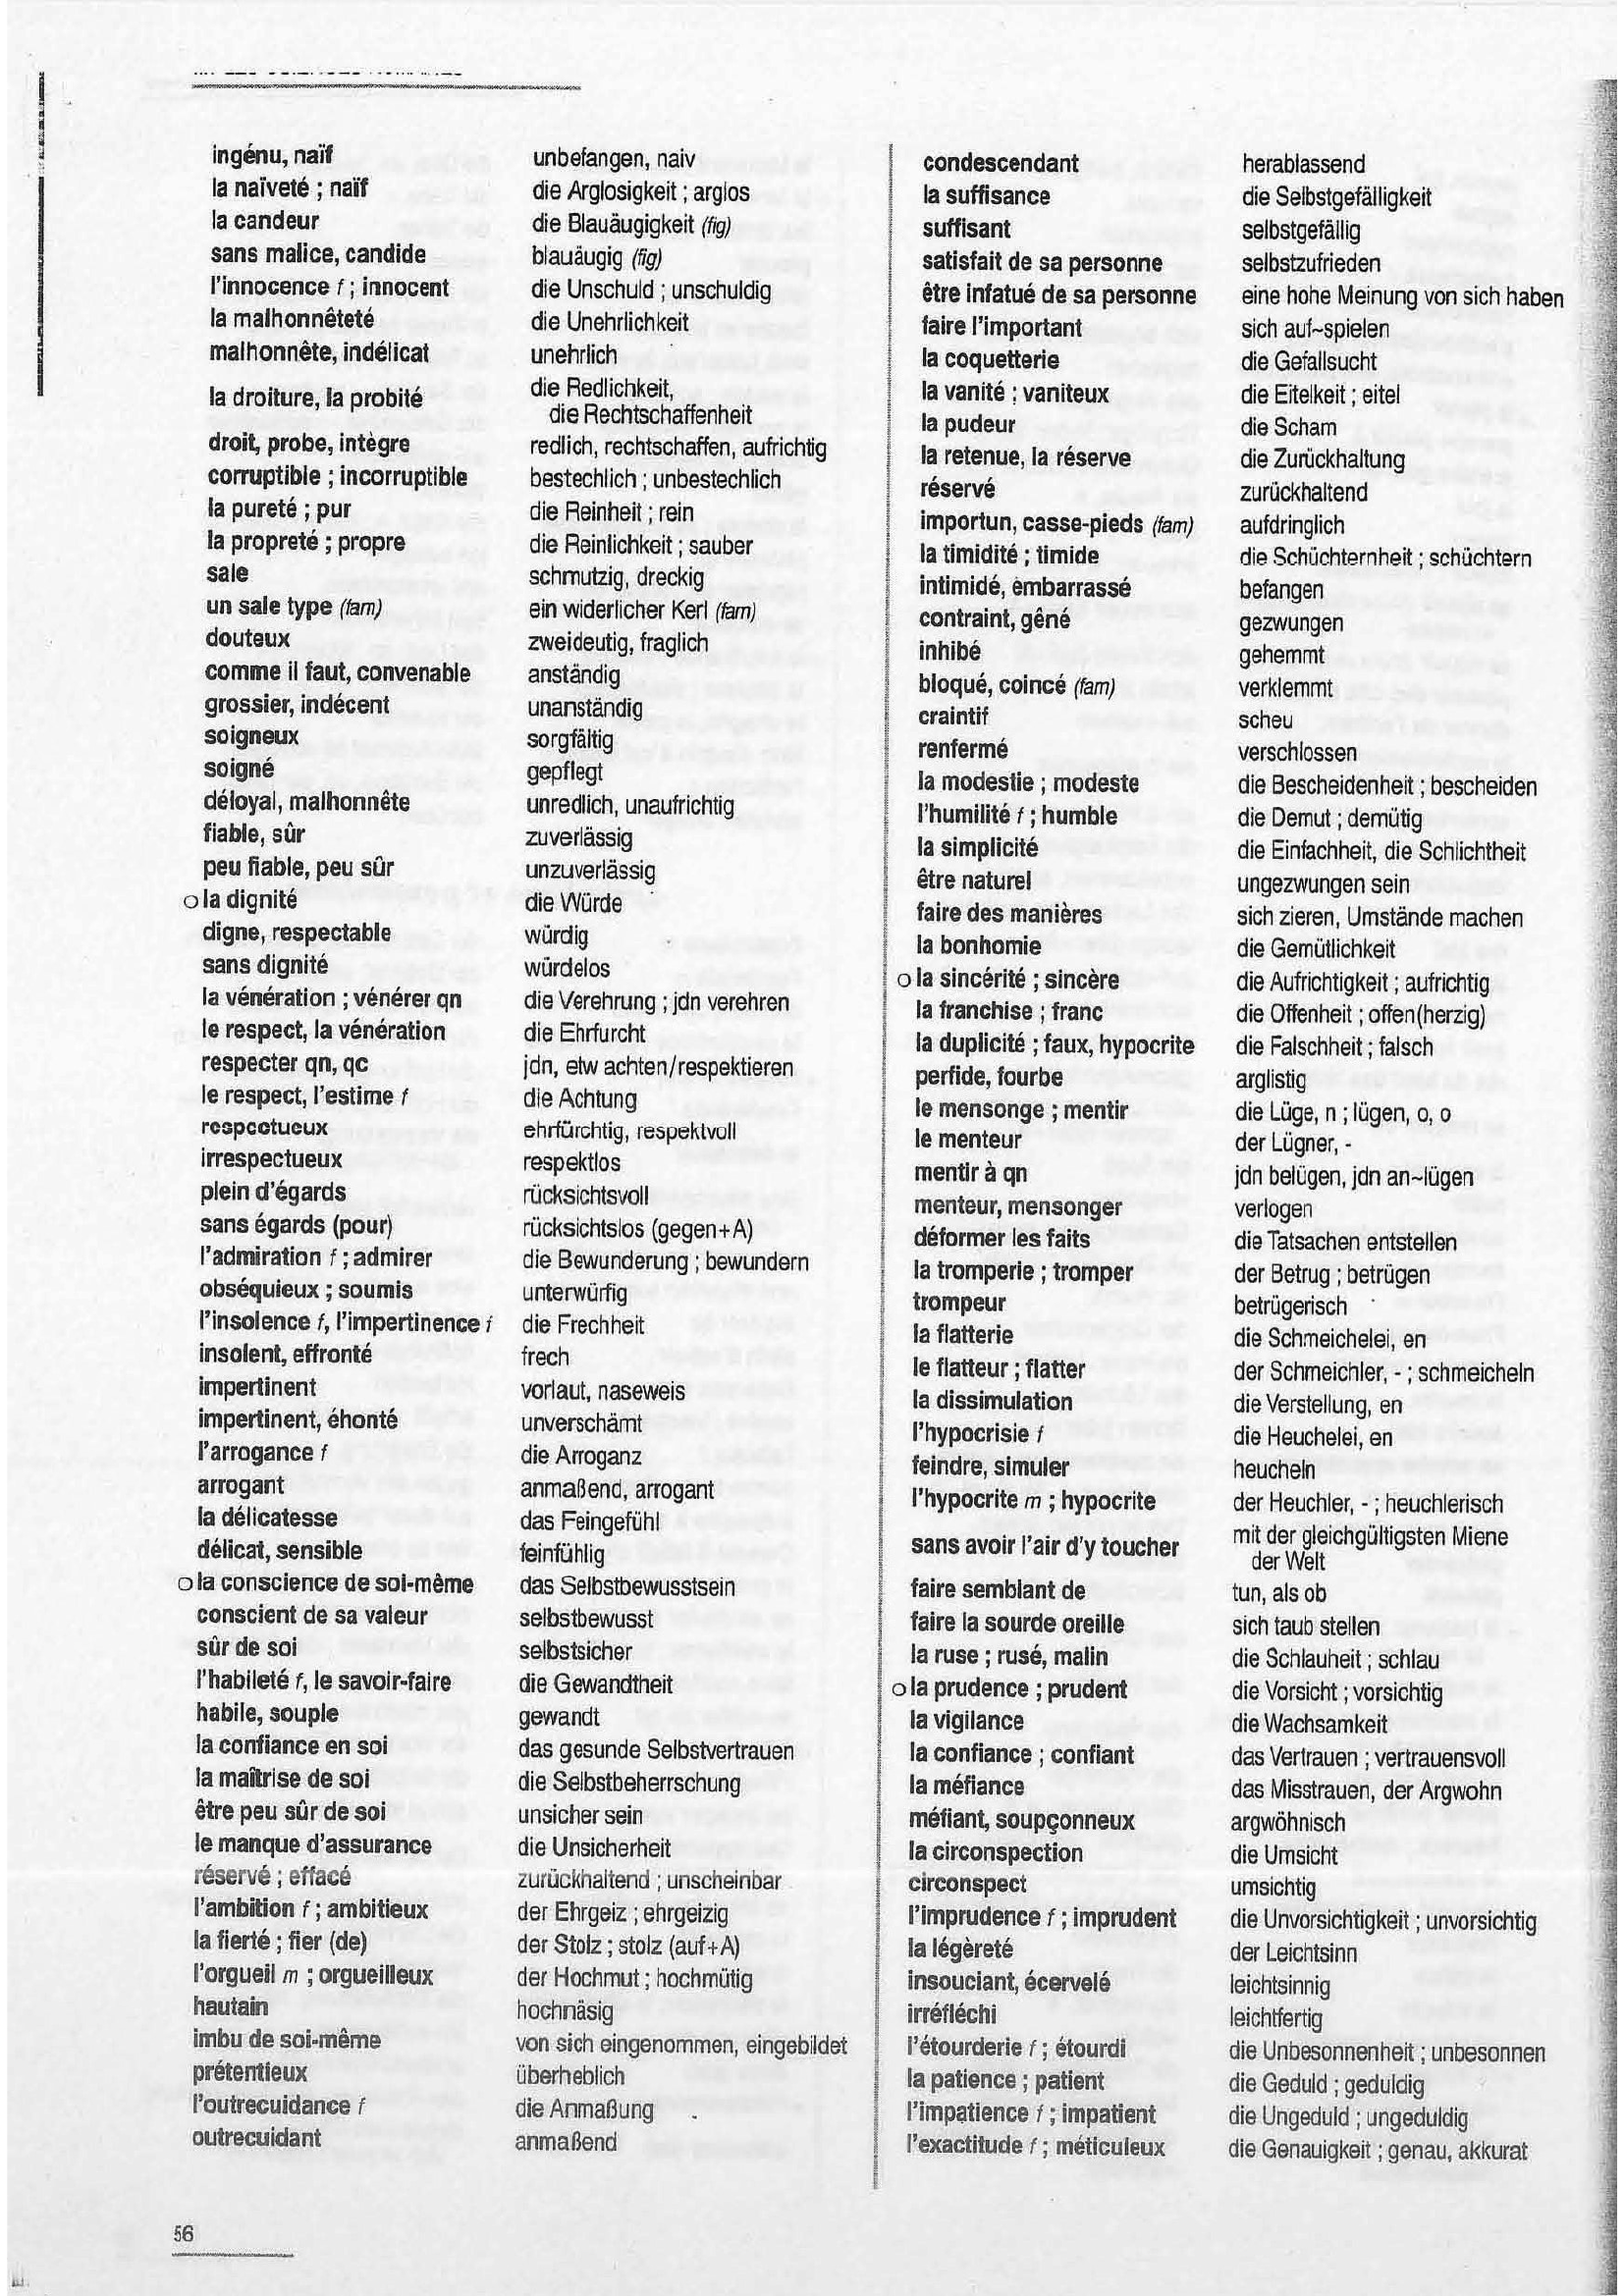 ingénu, naïf unbefangen, naiv
la naïveté ; naïf die Arglosigkeit ; arglos
la candeur die Blauäugigkeit (fig)
sans malice, candide blauäugig (fig)
l'innocence f ; innocent die Unschuld ; unschuldig
la malhonnêteté die Unehrlichkeit
malhonnête, indélicat unehrlich
la droiture, la probité die Redlichkeit,
die Rechtschaffenheit
droit, probe, intègre redlich, rechtschaffen, aufrichtig
corruptible ; incorruptible bestechlich ; unbestechlich
la pureté ; pur die Reinheit ; rein
la propreté ; propre die Reinlichkeit ; sauber
sale schmutzig, dreckig
un sale type (fam) ein widerlicher Kerl (fam)
douteux zweideutig, fraglich
comme il faut, convenable anständig
grossier, indécent unanständig
soigneux sorgfältig
soigné gepflegt
déloyal, malhonnête unredlich, unaufrichtig
fiable, sûr zuverlässig
peu fiable, peu sûr unzuverlässig
o la dignité die Würde
digne, respectable würdig
sans dignité würdelos
la vénération ; vénérer qn die Verehrung ; jdn verehren
le respect, la vénération die Ehrfurcht
respecter qn, qc jdn, etw achten/respektieren
le respect, l'estime f die Achtung
respectueux ehrfürchtig, respektvoll
irrespectueux respektlos
plein d'égards rücksichtsvoll
sans égards (pour) rücksichtslos (gegen+A)
l'admiration f ; admirer die Bewunderung ; bewundern
obséquieux ; soumis unterwürfig
l'insolence f, l'impertinence f die Frechheit
insolent, effronté frech
impertinent vorlaut, naseweis
impertinent, éhonté unverschämt
l'arrogance f die Arroganz
arrogant anmaßend, arrogant
la délicatesse das Feingefühl
délicat, sensible feinfühlig
o la conscience de soi-même das Selbstbewusstsein
conscient de sa valeur selbstbewusst
sûr de soi selbstsicher
l'habileté f, le savoir-faire die Gewandtheit
habile, souple gewandt
la confiance en soi das gesunde Selbstvertrauen
la maîtrise de soi die Selbstbeherrschung
être peu sûr de soi unsicher sein
le manque d'assurance die Unsicherheit
réservé ; effacé zurückhaltend ; unscheinbar
l'ambition f ; ambitieux der Ehrgeiz ; ehrgeizig
la fierté ; fier (de) der Stolz ; stolz (auf+A)
l'orgueil m ; orgueilleux der Hochmut ; hochmütig
hautain hochnäsig
imbu de soi-même von sich eingenommen, eingebildet
prétentieux überheblich
l'outrecuidance f die Anmaßung
outrecuidant anmaßend
condescendant herablassend
la suffisance die Selbstgefälligkeit
suffisant selbstgefällig
satisfait de sa personne selbstzufrieden
être infatué de sa personne eine hohe Meinung von sich haben
faire l'important sich auf~spielen
la coquetterie die Gefallsucht
la vanité ; vaniteux die Eitelkeit ; eitel
la pudeur die Scham
la retenue, la réserve die Zurückhaltung
réservé zurückhaltend
importun, casse-pieds (fam) aufdringlich
la timidité ; timide die Schüchternheit ; schüchtern
intimidé, embarrassé befangen
contraint, gêné gezwungen
inhibé gehemmt
bloqué, coincé (fam) verklemmt
craintif scheu
renfermé verschlossen
la modestie ; modeste die Bescheidenheit ; bescheiden
l'humilité f ; humble die Demut ; demütig
la simplicité die Einfachheit, die Schlichtheit
être naturel ungezwungen sein
faire des manières sich zieren, Umstände machen
la bonhomie die Gemütlichkeit
o la sincérité ; sincère die Aufrichtigkeit ; aufrichtig
la franchise ; franc die Offenheit ; offen(herzig)
la duplicité ; faux, hypocrite die Falschheit ; falsch
perfide, fourbe arglistig
le mensonge ; mentir die Lüge, n ; lügen, o, o
le menteur der Lügner, -
mentir à qn jdn belügen, jdn an~lügen
menteur, mensonger verlogen
déformer les faits die Tatsachen entstellen
la tromperie ; tromper der Betrug ; betrügen
trompeur betrügerisch
la flatterie die Schmeichelei, en
le flatteur ; flatter der Schmeichler, - ; schmeicheln
la dissimulation die Verstellung, en
l'hypocrisie f die Heuchelei, en
feindre, simuler heucheln
l'hypocrite m ; hypocrite der Heuchler, - ; heuchlerisch
sans avoir l'air d'y toucher mit der gleichgültigsten Miene
der Welt
faire semblant de tun, als ob
faire la sourde oreille sich taub stellen
la ruse ; rusé, malin die Schlauheit ; schlau
o la prudence ; prudent die Vorsicht ; vorsichtig
la vigilance die Wachsamkeit
la confiance ; confiant das Vertrauen ; vertrauensvoll
la méfiance das Misstrauen, der Argwohn
méfiant, soupçonneux argwöhnisch
la circonspection die Umsicht
circonspect umsichtig
l'imprudence f ; imprudent die Unvorsichtigkeit ; unvorsichtig
la légèreté der Leichtsinn
insouciant, écervelé leichtsinnig
irréfléchi leichtfertig
l'étourderie f ; étourdi die Unbesonnenheit ; unbesonnen
la patience ; patient die Geduld ; geduldig
l'impatience f ; impatient die Ungeduld ; ungeduldig
l'exactitude f ; méticuleux die Genauigkeit ; genau, akkurat
56